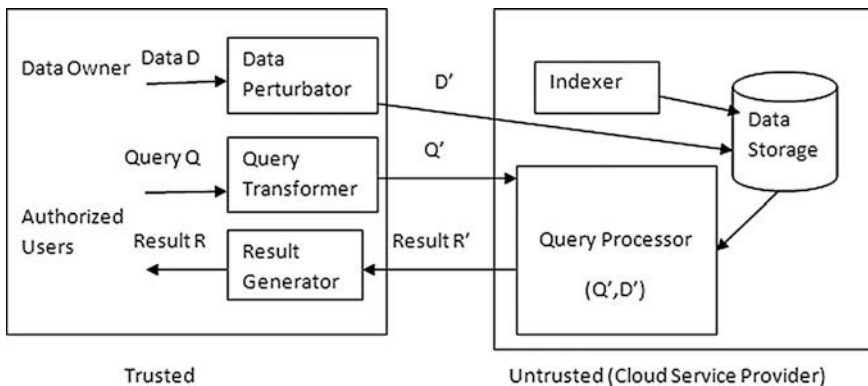 Data Owner
Data D
Data
Perturbator
D’
Indexer
Data
Storage
Query Q
Query
Transformer
Q’
Authorized
Users
Result R
Result
Generator
Result R’
Query Processor
(Q’,D’)
Trusted
Untrusted (Cloud Service Provider)